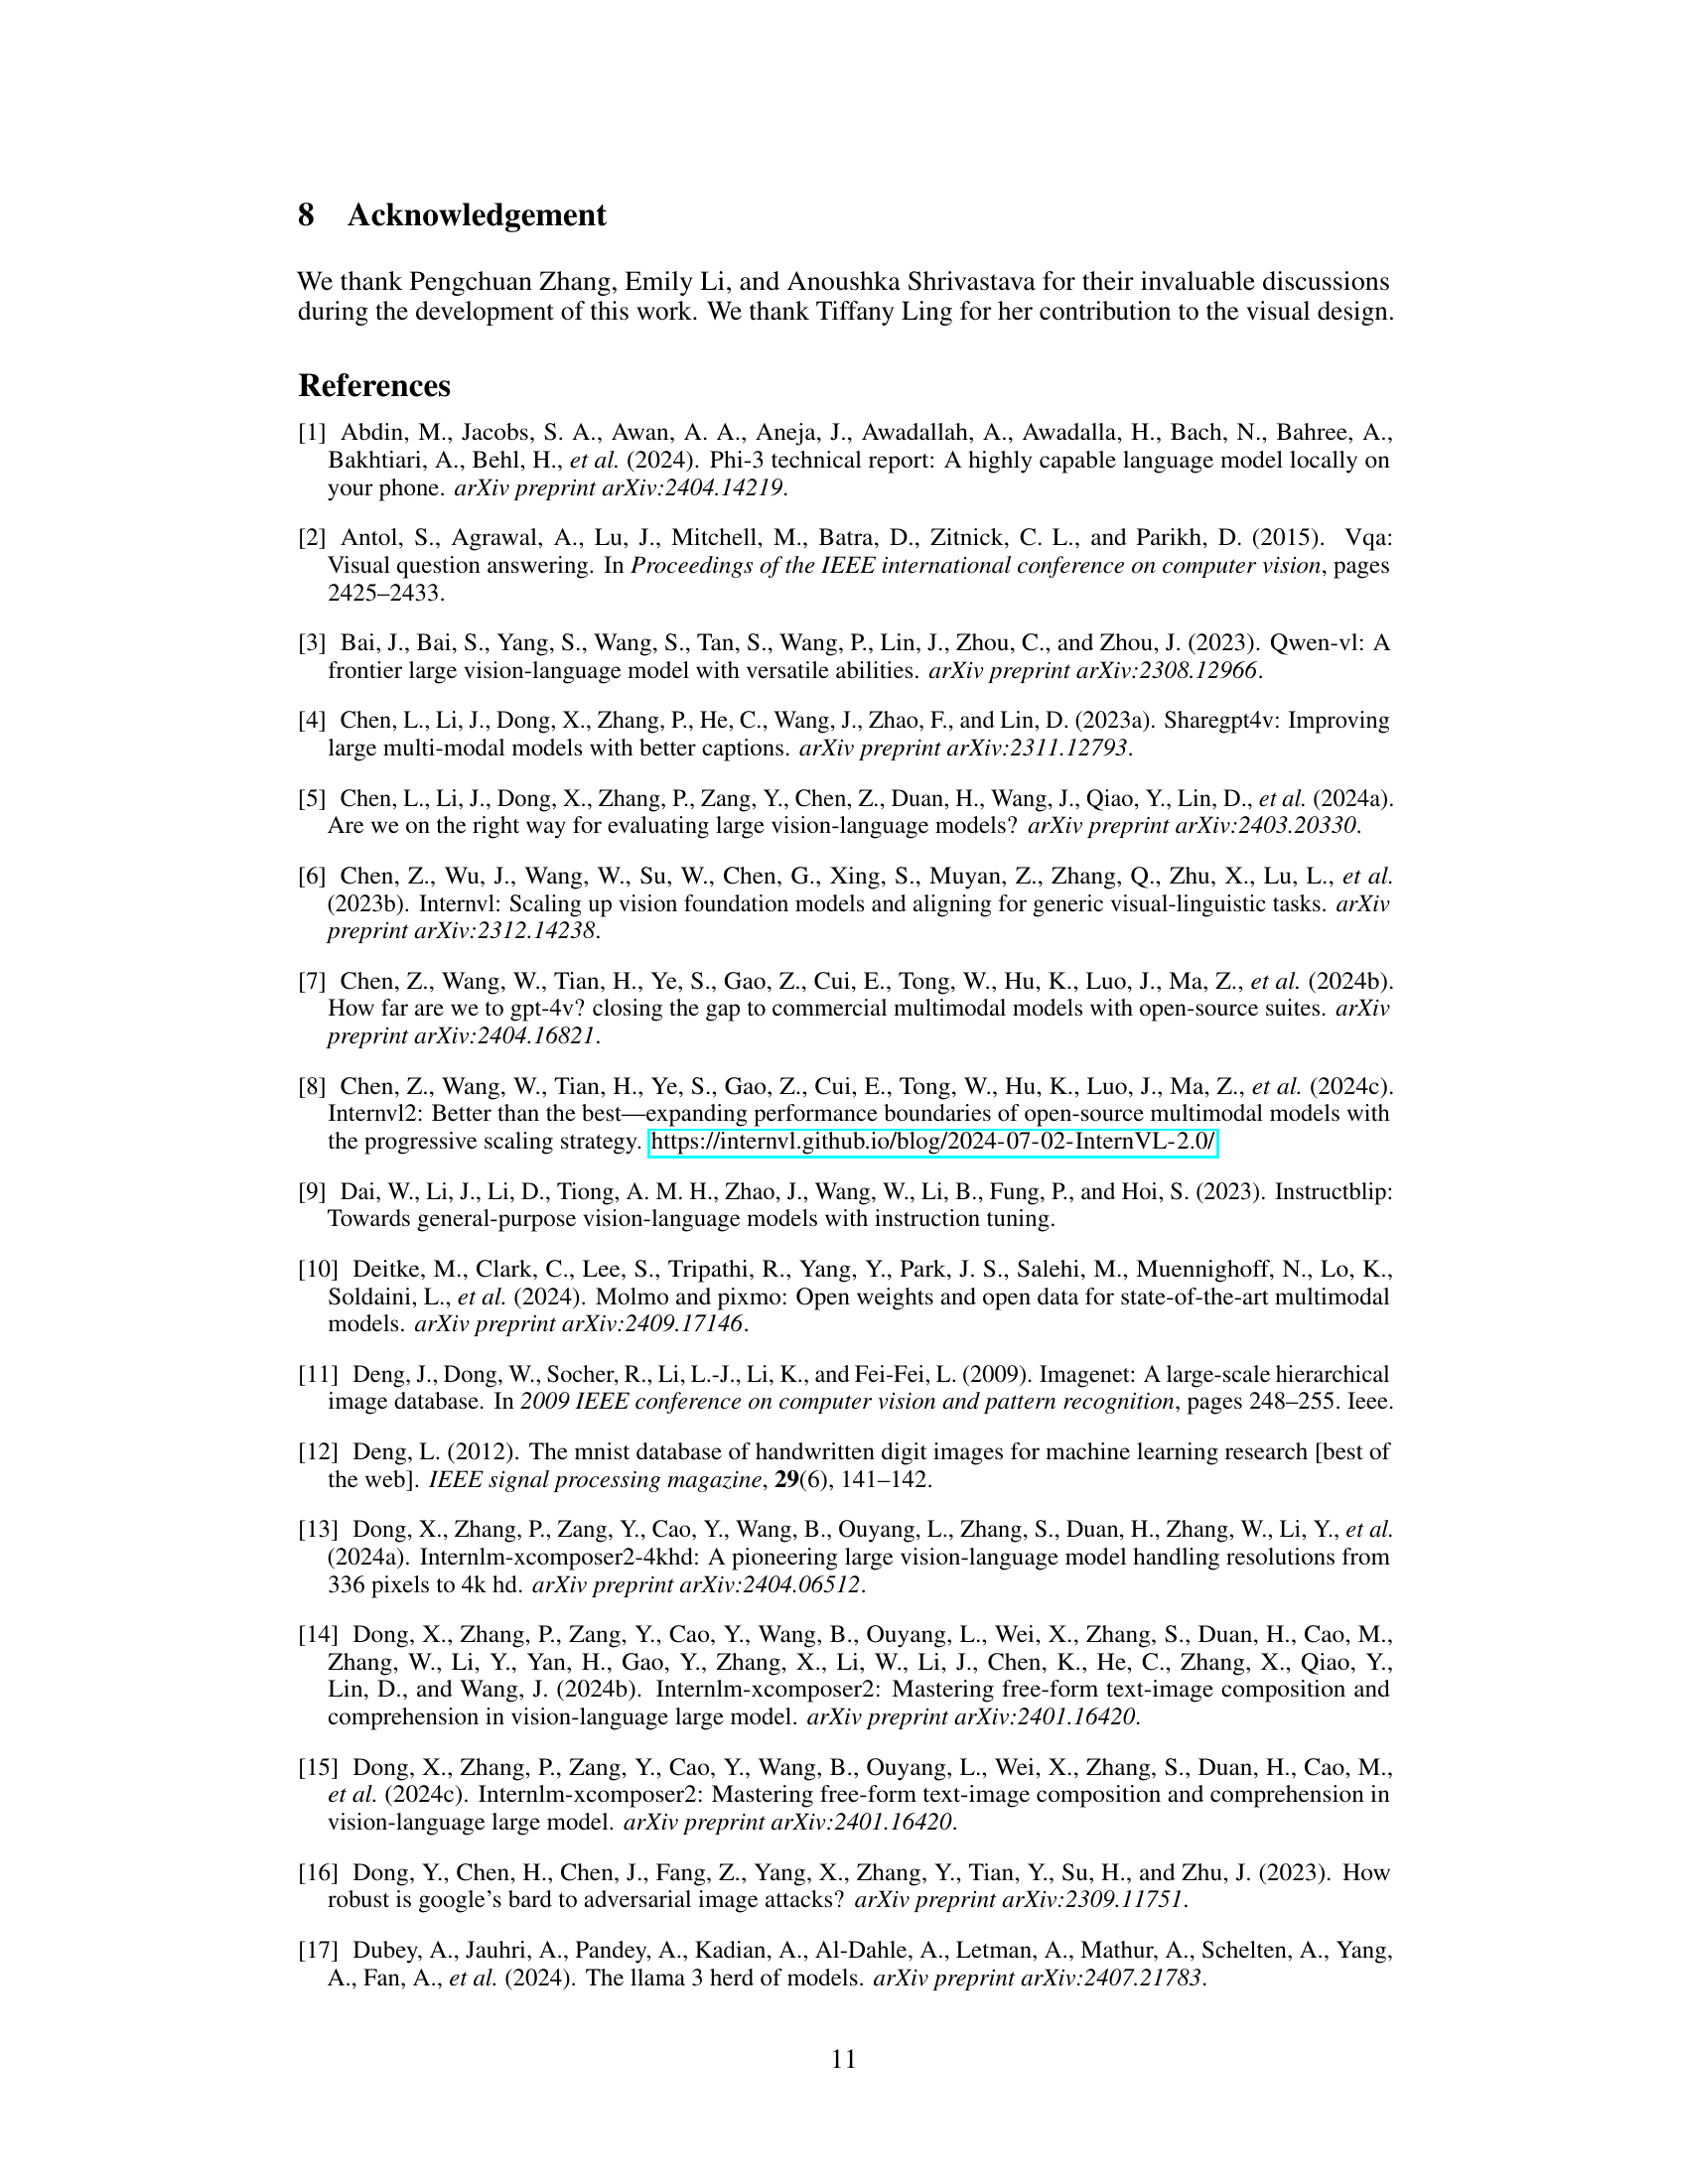 8 Acknowledgement
We thank Pengchuan Zhang, Emily Li, and Anoushka Shrivastava for their invaluable discussions
during the development of this work. We thank Tiffany Ling for her contribution to the visual design.
References
[1] Abdin, M., Jacobs, S. A., Awan, A. A., Aneja, J., Awadallah, A., Awadalla, H., Bach, N., Bahree, A.,
Bakhtiari, A., Behl, H., et al. (2024). Phi-3 technical report: A highly capable language model locally on
your phone. arXiv preprint arXiv:2404.14219.
[2] Antol, S., Agrawal, A., Lu, J., Mitchell, M., Batra, D., Zitnick, C. L., and Parikh, D. (2015). Vqa:
Visual question answering. In Proceedings of the IEEE international conference on computer vision, pages
2425–2433.
[3] Bai, J., Bai, S., Yang, S., Wang, S., Tan, S., Wang, P., Lin, J., Zhou, C., and Zhou, J. (2023). Qwen-vl: A
frontier large vision-language model with versatile abilities. arXiv preprint arXiv:2308.12966.
[4] Chen, L., Li, J., Dong, X., Zhang, P., He, C., Wang, J., Zhao, F., and Lin, D. (2023a). Sharegpt4v: Improving
large multi-modal models with better captions. arXiv preprint arXiv:2311.12793.
[5] Chen, L., Li, J., Dong, X., Zhang, P., Zang, Y., Chen, Z., Duan, H., Wang, J., Qiao, Y., Lin, D., et al. (2024a).
Are we on the right way for evaluating large vision-language models? arXiv preprint arXiv:2403.20330.
[6] Chen, Z., Wu, J., Wang, W., Su, W., Chen, G., Xing, S., Muyan, Z., Zhang, Q., Zhu, X., Lu, L., et al.
(2023b). Internvl: Scaling up vision foundation models and aligning for generic visual-linguistic tasks. arXiv
preprint arXiv:2312.14238.
[7] Chen, Z., Wang, W., Tian, H., Ye, S., Gao, Z., Cui, E., Tong, W., Hu, K., Luo, J., Ma, Z., et al. (2024b).
How far are we to gpt-4v? closing the gap to commercial multimodal models with open-source suites. arXiv
preprint arXiv:2404.16821.
[8] Chen, Z., Wang, W., Tian, H., Ye, S., Gao, Z., Cui, E., Tong, W., Hu, K., Luo, J., Ma, Z., et al. (2024c).
Internvl2: Better than the best—expanding performance boundaries of open-source multimodal models with
the progressive scaling strategy. https://internvl.github.io/blog/2024-07-02-InternVL-2.0/
[9] Dai, W., Li, J., Li, D., Tiong, A. M. H., Zhao, J., Wang, W., Li, B., Fung, P., and Hoi, S. (2023). Instructblip:
Towards general-purpose vision-language models with instruction tuning.
[10] Deitke, M., Clark, C., Lee, S., Tripathi, R., Yang, Y., Park, J. S., Salehi, M., Muennighoff, N., Lo, K.,
Soldaini, L., et al. (2024). Molmo and pixmo: Open weights and open data for state-of-the-art multimodal
models. arXiv preprint arXiv:2409.17146.
[11] Deng, J., Dong, W., Socher, R., Li, L.-J., Li, K., and Fei-Fei, L. (2009). Imagenet: A large-scale hierarchical
image database. In 2009 IEEE conference on computer vision and pattern recognition, pages 248–255. Ieee.
[12] Deng, L. (2012). The mnist database of handwritten digit images for machine learning research [best of
the web]. IEEE signal processing magazine, 29(6), 141–142.
[13] Dong, X., Zhang, P., Zang, Y., Cao, Y., Wang, B., Ouyang, L., Zhang, S., Duan, H., Zhang, W., Li, Y., et al.
(2024a). Internlm-xcomposer2-4khd: A pioneering large vision-language model handling resolutions from
336 pixels to 4k hd. arXiv preprint arXiv:2404.06512.
[14] Dong, X., Zhang, P., Zang, Y., Cao, Y., Wang, B., Ouyang, L., Wei, X., Zhang, S., Duan, H., Cao, M.,
Zhang, W., Li, Y., Yan, H., Gao, Y., Zhang, X., Li, W., Li, J., Chen, K., He, C., Zhang, X., Qiao, Y.,
Lin, D., and Wang, J. (2024b). Internlm-xcomposer2: Mastering free-form text-image composition and
comprehension in vision-language large model. arXiv preprint arXiv:2401.16420.
[15] Dong, X., Zhang, P., Zang, Y., Cao, Y., Wang, B., Ouyang, L., Wei, X., Zhang, S., Duan, H., Cao, M.,
et al. (2024c). Internlm-xcomposer2: Mastering free-form text-image composition and comprehension in
vision-language large model. arXiv preprint arXiv:2401.16420.
[16] Dong, Y., Chen, H., Chen, J., Fang, Z., Yang, X., Zhang, Y., Tian, Y., Su, H., and Zhu, J. (2023). How
robust is google's bard to adversarial image attacks? arXiv preprint arXiv:2309.11751.
[17] Dubey, A., Jauhri, A., Pandey, A., Kadian, A., Al-Dahle, A., Letman, A., Mathur, A., Schelten, A., Yang,
A., Fan, A., et al. (2024). The llama 3 herd of models. arXiv preprint arXiv:2407.21783.
11